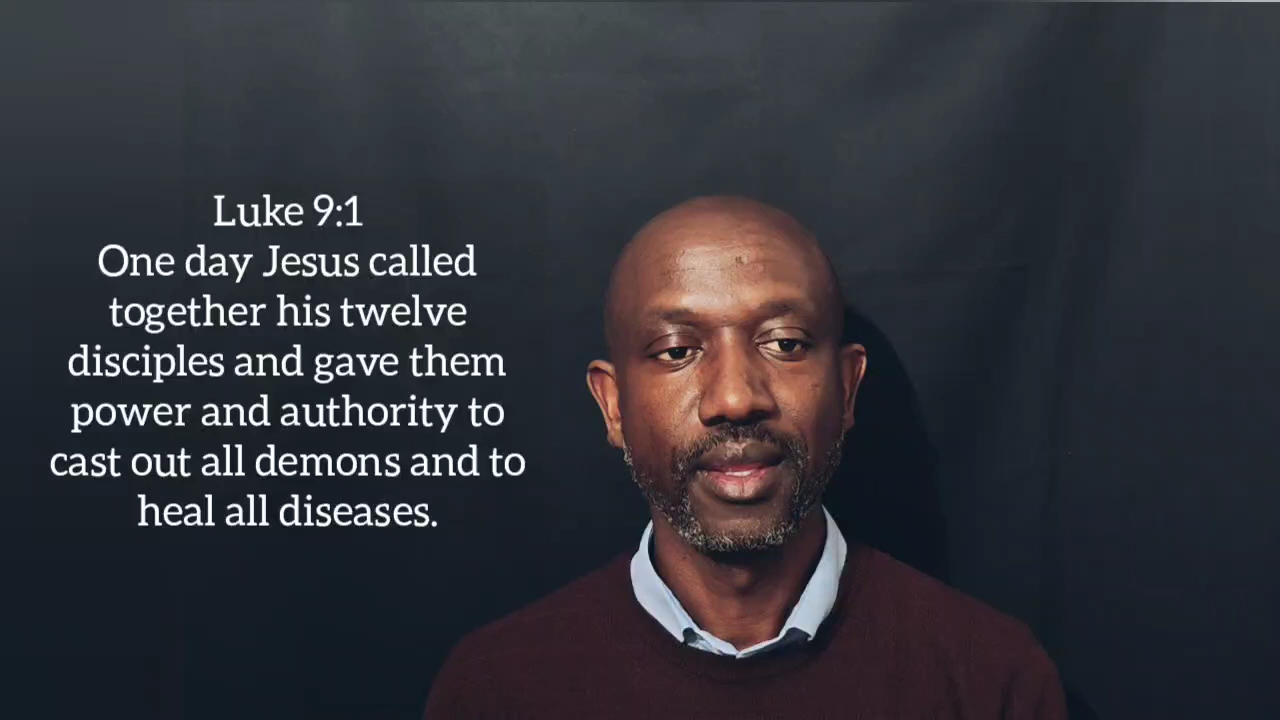 Luke 9:1
One day Jesus called
together his twelve
disciples and gave them
power and authority to
cast out all demons and to
heal all diseases.